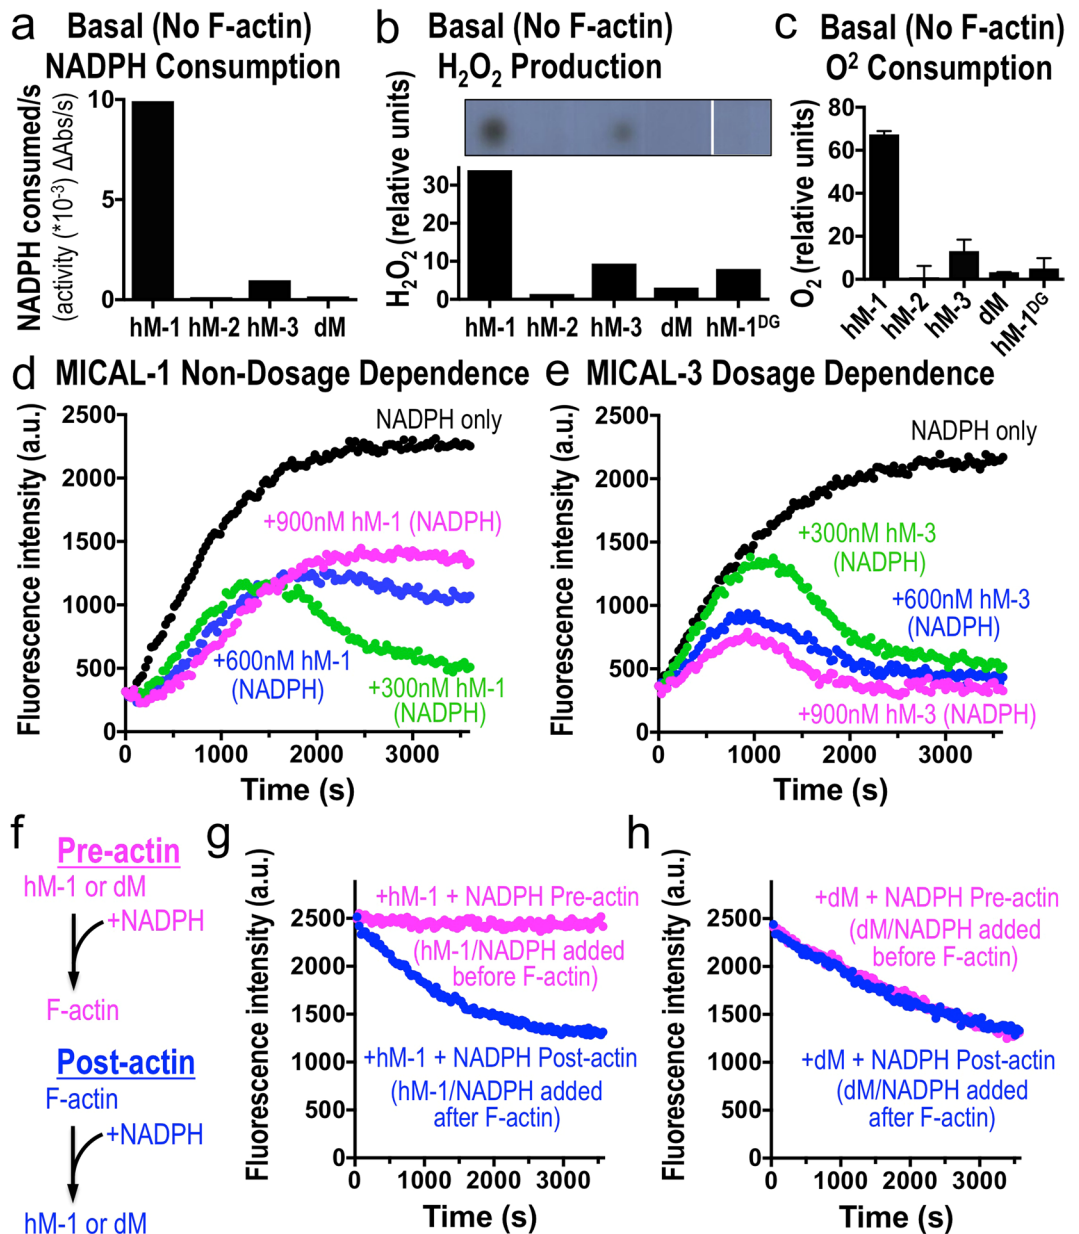 a Basal (No F-actin)
NADPH Consumption
NADPH consumed/s
(activity (*10-3) ΔAbs/s)
10
5
0
hM-1 hM-2 hM-3 dM
b Basal (No F-actin)
H2O2 Production
H2O2 (relative units)
30
20
10
0
hM-1 hM-2 hM-3 dM hM-1DG
c Basal (No F-actin)
O2 Consumption
O2 (relative units)
80
60
40
20
0
hM-1 hM-2 hM-3 dM hM-1DG
d MICAL-1 Non-Dosage Dependence
Fluorescence intensity (a.u.)
2500
2000
1500
1000
500
0
NADPH only
+900nM hM-1 (NADPH)
+600nM hM-1
(NADPH)
+300nM hM-1
(NADPH)
0 1000 2000 3000
Time (s)
e MICAL-3 Dosage Dependence
Fluorescence intensity (a.u.)
2500
2000
1500
1000
500
0
NADPH only
+300nM hM-3
(NADPH)
+600nM hM-3
(NADPH)
+900nM hM-3 (NADPH)
0 1000 2000 3000
Time (s)
f
Pre-actin
hM-1 or dM
+NADPH
F-actin
Post-actin
F-actin
+NADPH
hM-1 or dM
g
Fluorescence intensity (a.u.)
2500
2000
1500
1000
500
0
+hM-1 + NADPH Pre-actin
(hM-1/NADPH added
before F-actin)
+hM-1 + NADPH Post-actin
(hM-1/NADPH added
after F-actin)
0 1000 2000 3000
Time (s)
h
Fluorescence intensity (a.u.)
2500
2000
1500
1000
500
0
+dM + NADPH Pre-actin
(dM/NADPH added
before F-actin)
+dM + NADPH Post-actin
(dM/NADPH added
after F-actin)
0 1000 2000 3000
Time (s)